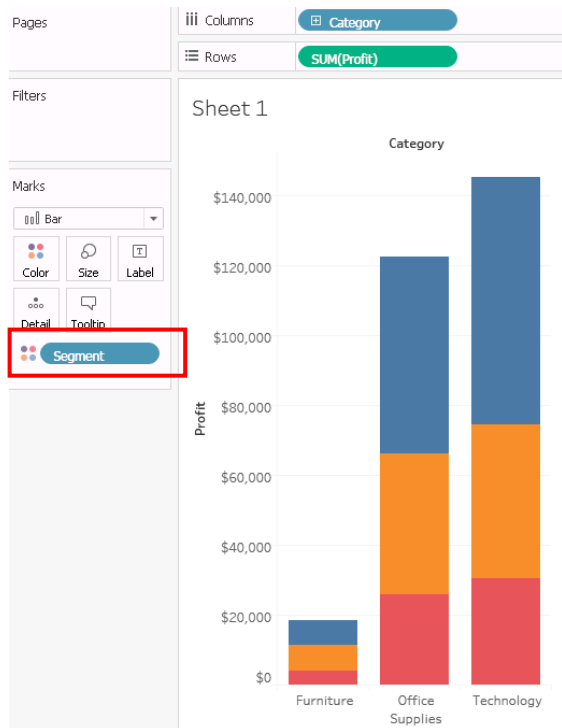 Pages
iii Columns
Category
Rows
SUM(Profit)
Filters
Sheet 1
Category
Marks
Bar
Color
Size
T
Label
Detail
Tooltip
Segment
Profit
$140,000
$120,000
$100,000
$80,000
$60,000
$40,000
$20,000
$0
Furniture
Office
Supplies
Technology